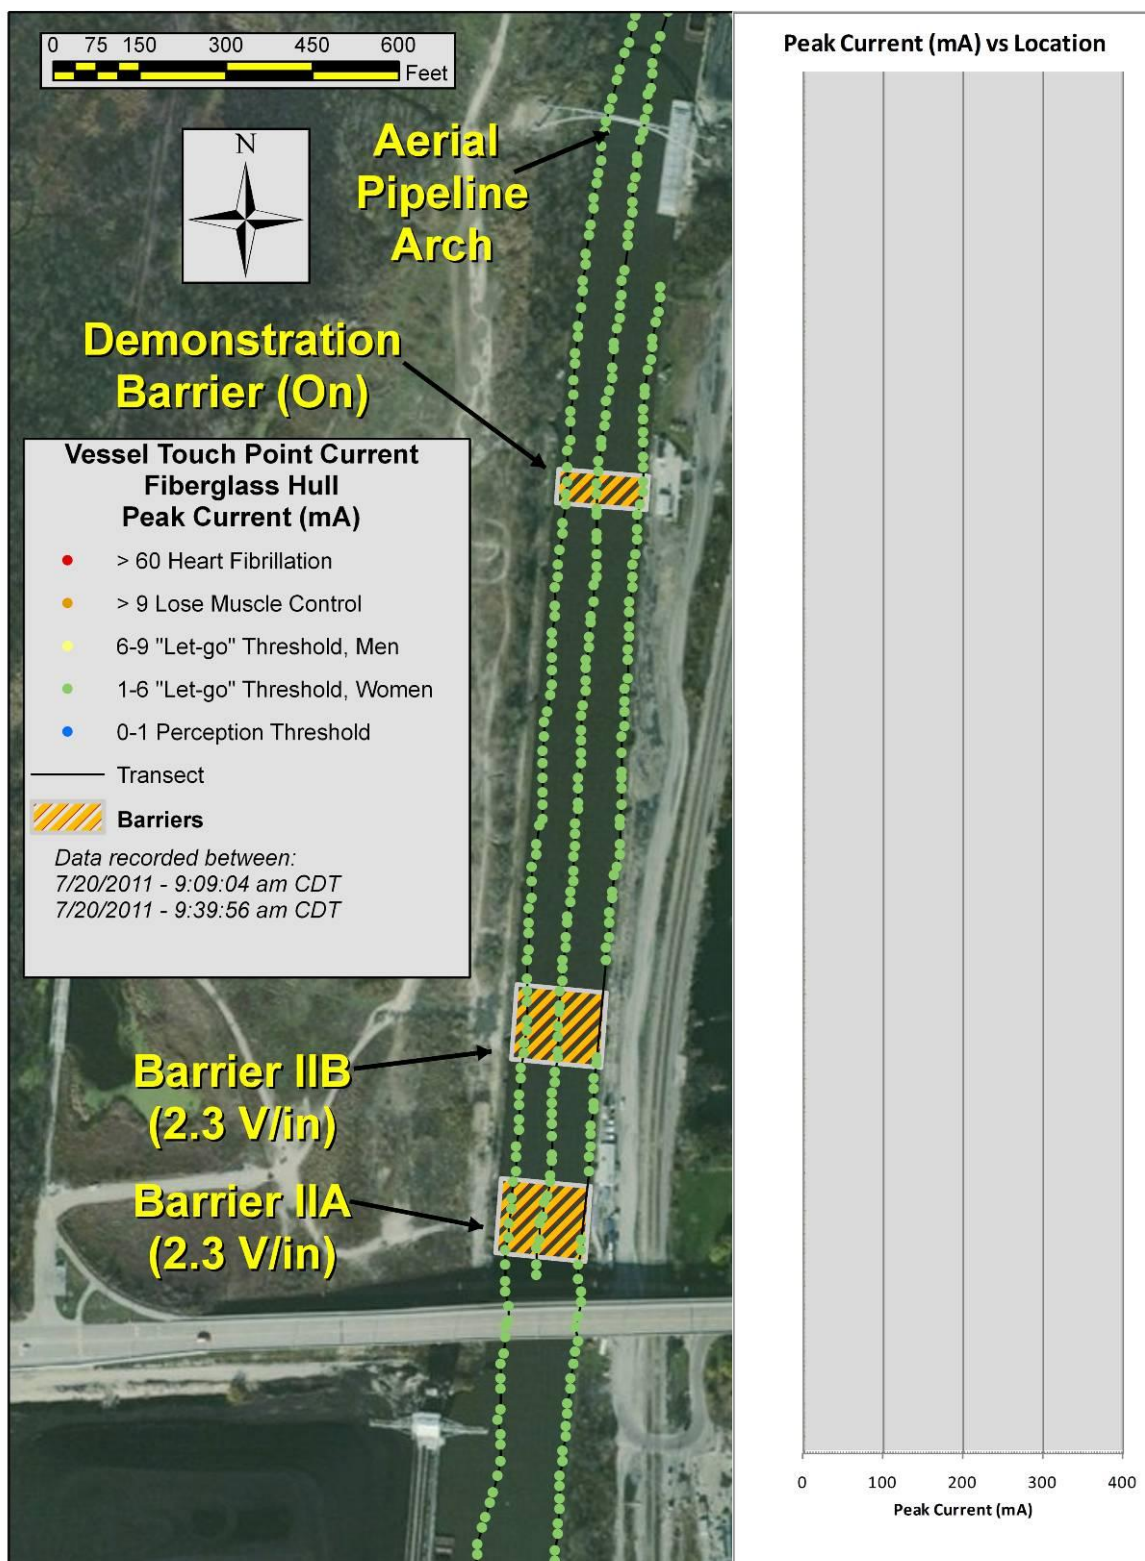 0 75 150 300 450 600
Feet
N
Aerial
Pipeline
Arch
Demonstration
Barrier (On)
Vessel Touch Point Current
Fiberglass Hull
Peak Current (mA)
> 60 Heart Fibrillation
> 9 Lose Muscle Control
6-9 "Let-go" Threshold, Men
1-6 "Let-go" Threshold, Women
0-1 Perception Threshold
Transect
Barriers
Data recorded between:
7/20/2011 - 9:09:04 am CDT
7/20/2011 - 9:39:56 am CDT
Barrier IIB
(2.3 V/in)
Barrier IIA
(2.3 V/in)
Peak Current (mA) vs Location
0 100 200 300 400
Peak Current (mA)